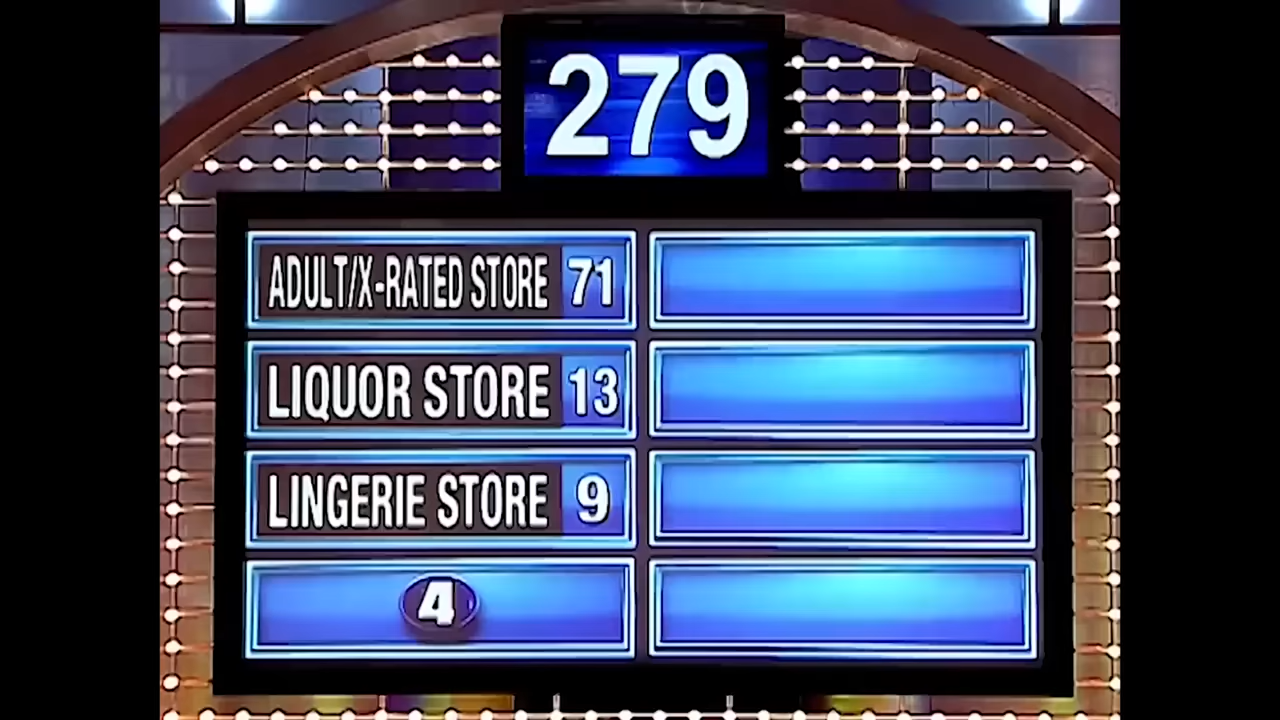 279
ADULT/X-RATED STORE 71
LIQUOR STORE 13
LINGERIE STORE 9
4